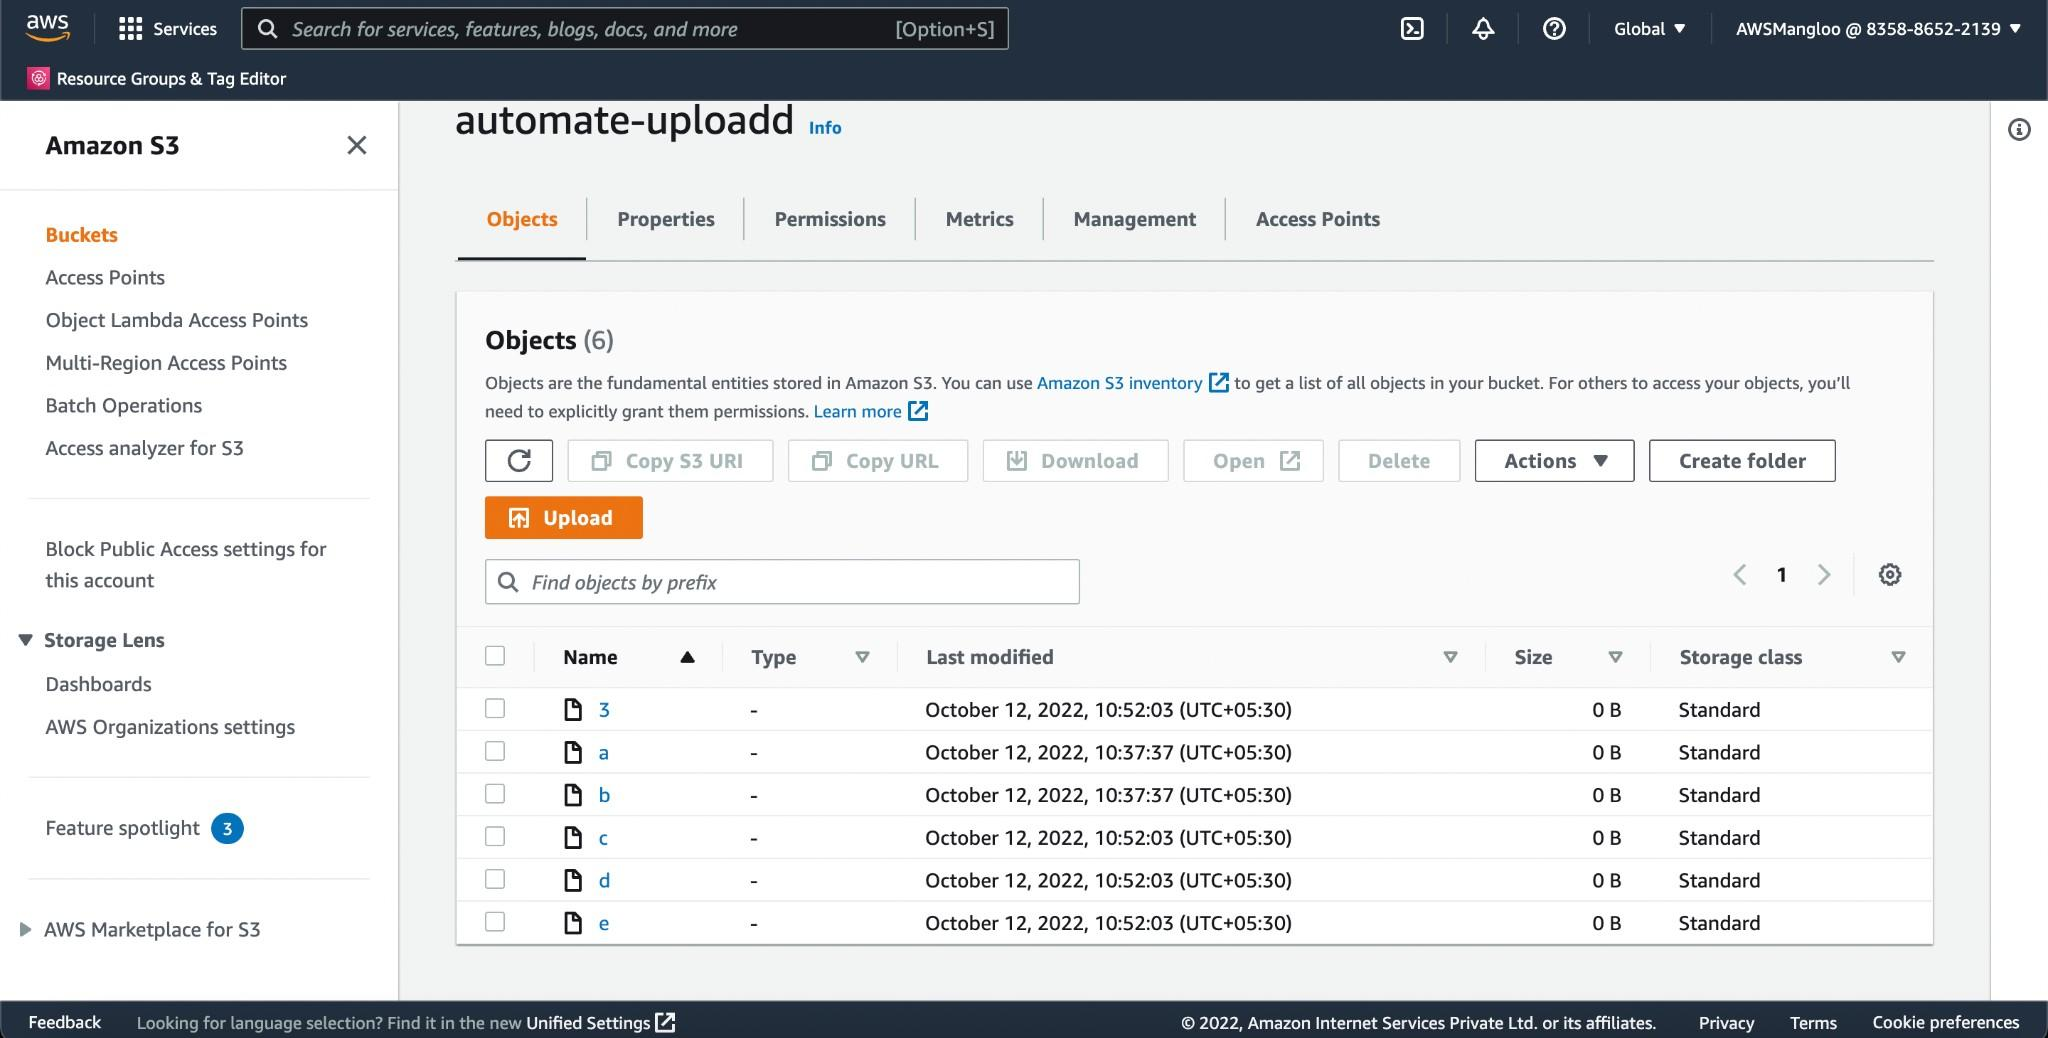 aws
Services
Search for services, features, blogs, docs, and more
[Option+S]
Global
AWSMangloo @ 8358-8652-2139
Resource Groups & Tag Editor
Amazon S3
Buckets
Access Points
Object Lambda Access Points
Multi-Region Access Points
Batch Operations
Access analyzer for S3
Block Public Access settings for
this account
Storage Lens
Dashboards
AWS Organizations settings
Feature spotlight 3
AWS Marketplace for S3
automate-uploadd Info
Objects Properties Permissions Metrics Management Access Points
Objects (6)
Objects are the fundamental entities stored in Amazon S3. You can use Amazon S3 inventory to get a list of all objects in your bucket. For others to access your objects, you'll
need to explicitly grant them permissions. Learn more
Copy S3 URI Copy URL Download Open Delete Actions Create folder
Upload
Find objects by prefix
1
Name Type Last modified Size Storage class
3 - October 12, 2022, 10:52:03 (UTC+05:30) 0 B Standard
a - October 12, 2022, 10:37:37 (UTC+05:30) 0 B Standard
b - October 12, 2022, 10:37:37 (UTC+05:30) 0 B Standard
c - October 12, 2022, 10:52:03 (UTC+05:30) 0 B Standard
d - October 12, 2022, 10:52:03 (UTC+05:30) 0 B Standard
e - October 12, 2022, 10:52:03 (UTC+05:30) 0 B Standard
Feedback Looking for language selection? Find it in the new Unified Settings
© 2022, Amazon Internet Services Private Ltd. or its affiliates. Privacy Terms Cookie preferences